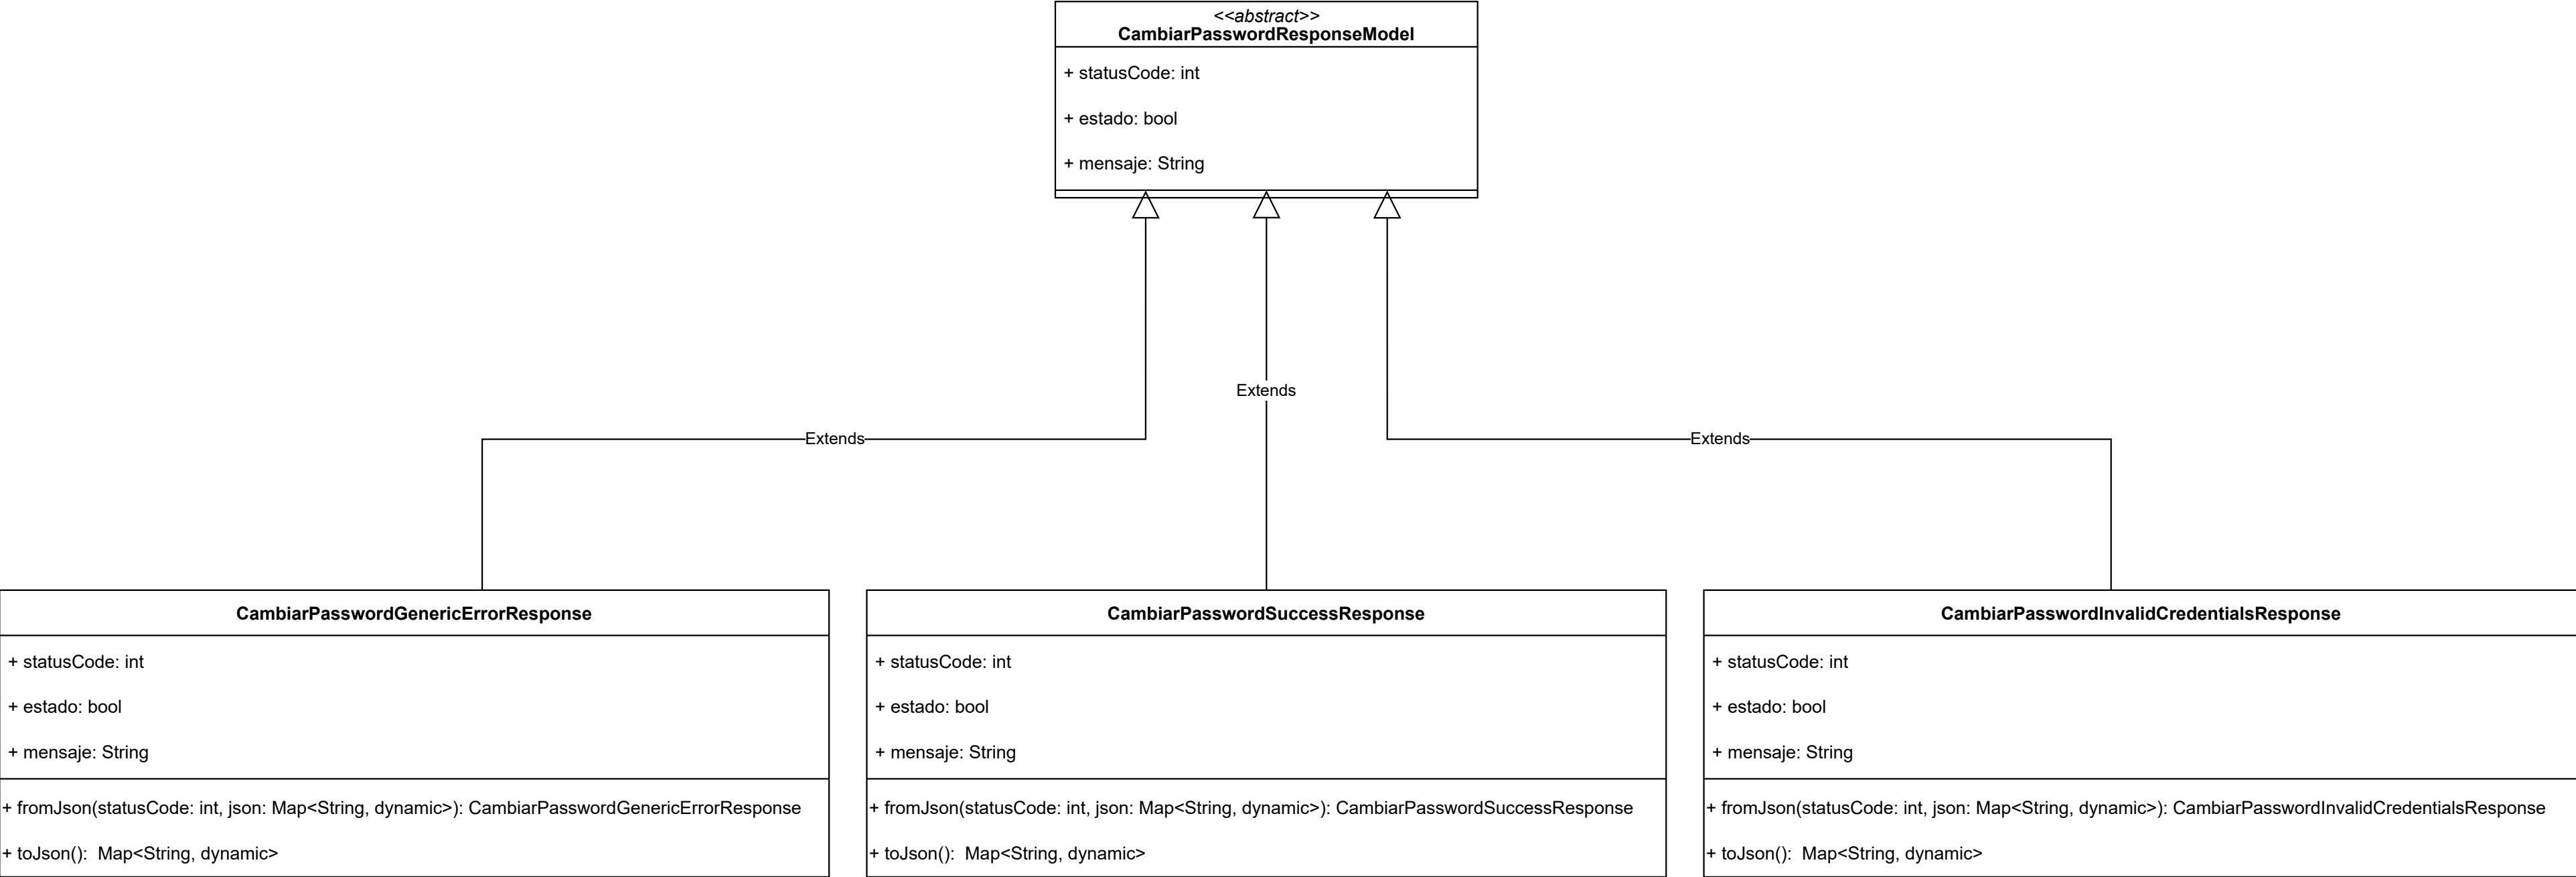 <<abstract>>
CambiarPasswordResponseModel
+ statusCode: int
+ estado: bool
+ mensaje: String
Extends
Extends
Extends
CambiarPasswordGenericErrorResponse
+ statusCode: int
+ estado: bool
+ mensaje: String
+ fromJson(statusCode: int, json: Map<String, dynamic>): CambiarPasswordGenericErrorResponse
+ toJson():  Map<String, dynamic>
CambiarPasswordSuccessResponse
+ statusCode: int
+ estado: bool
+ mensaje: String
+ fromJson(statusCode: int, json: Map<String, dynamic>): CambiarPasswordSuccessResponse
+ toJson():  Map<String, dynamic>
CambiarPasswordInvalidCredentialsResponse
+ statusCode: int
+ estado: bool
+ mensaje: String
+ fromJson(statusCode: int, json: Map<String, dynamic>): CambiarPasswordInvalidCredentialsResponse
+ toJson():  Map<String, dynamic>